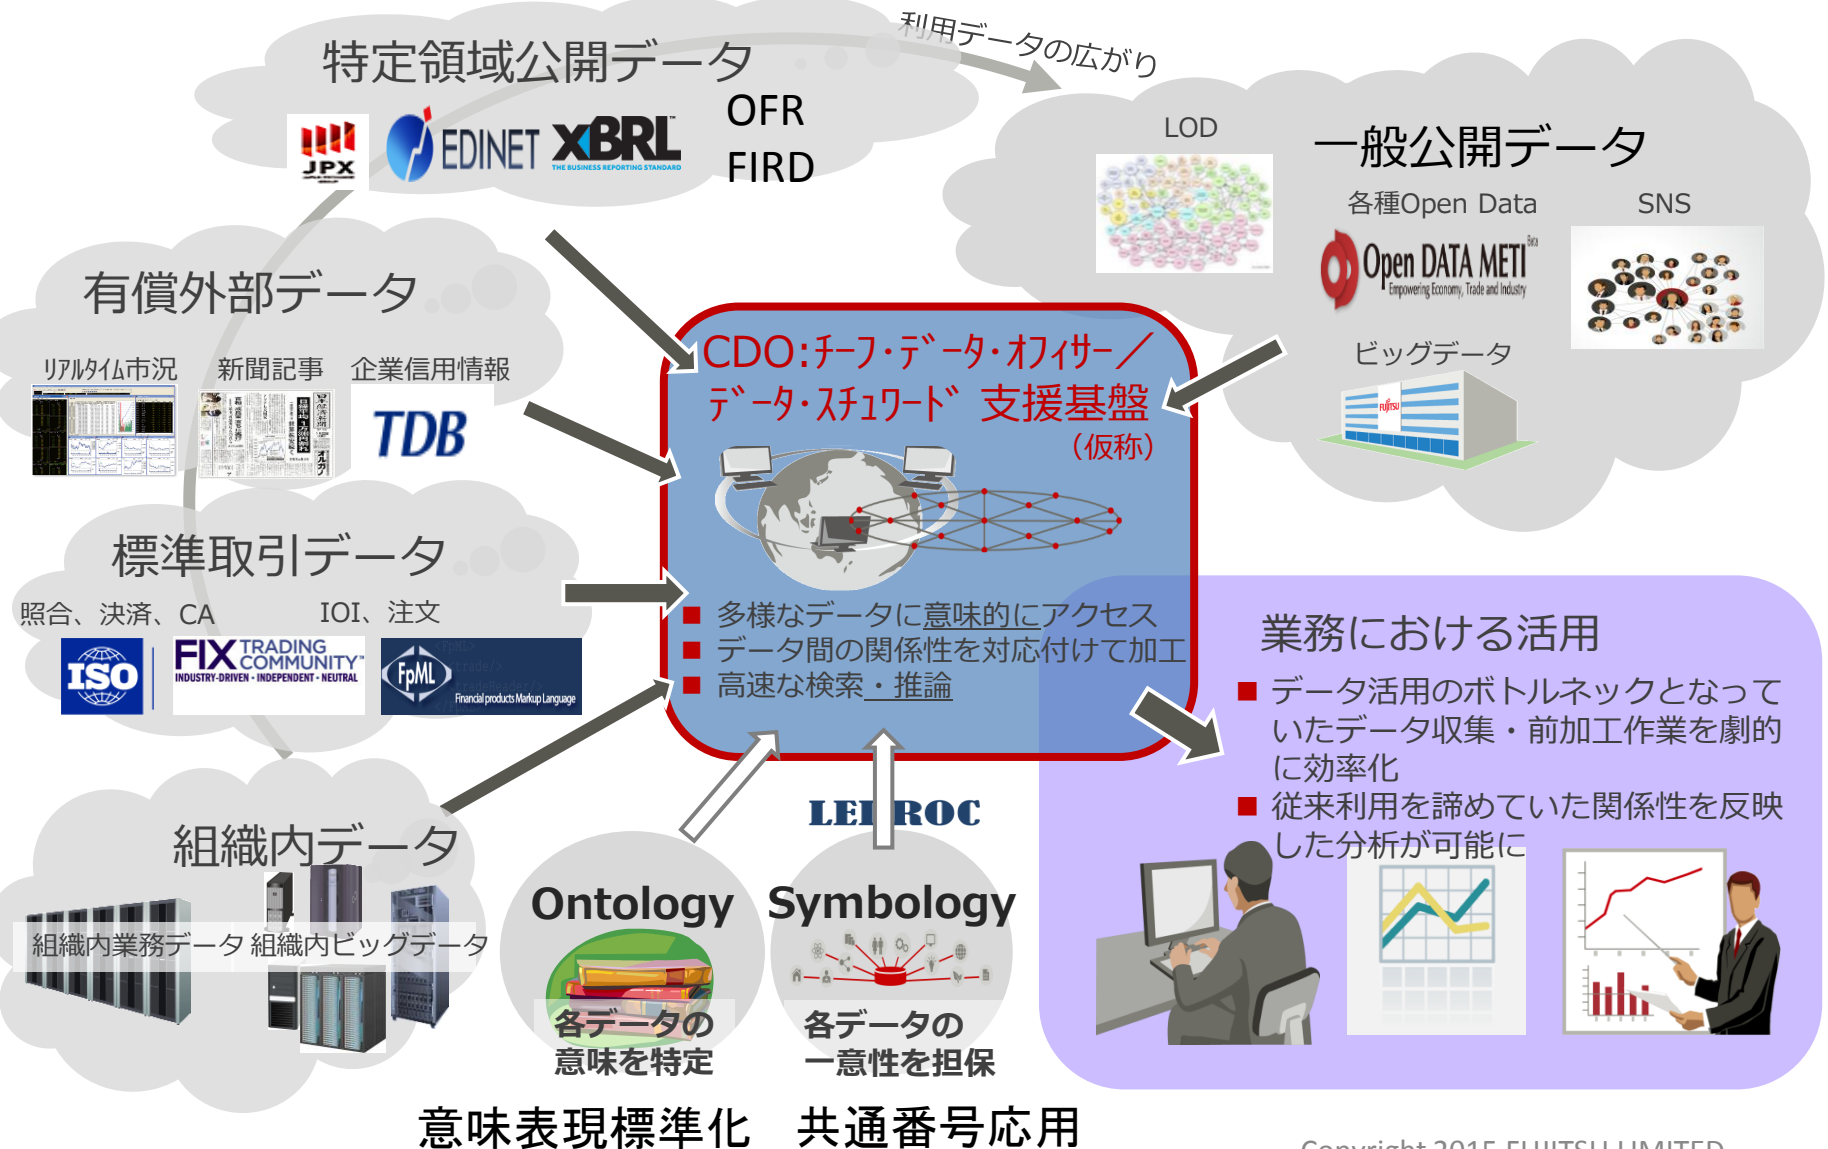 特定領域公開データ
利用データの広がり
JPX
EDINET
XBRL
THE BUSINESS REPORTING STANDARD
OFR
FIRD
LOD
一般公開データ
各種Open Data
SNS
Open DATA METI
Beta
Empowering Economy, Trade and Industry
ビッグデータ
FUJITSU
有償外部データ
リアルタイム市況
新聞記事
企業信用情報
TDB
CDO:チーフ・データ・オフィサー／
データ・スチュワード 支援基盤
（仮称）
多様なデータに意味的にアクセス
データ間の関係性を対応付けて加工
高速な検索・推論
標準取引データ
照合、決済、CA
IOI、注文
ISO
FIX TRADING COMMUNITY
INDUSTRY-DRIVEN • INDEPENDENT • NEUTRAL
FpML
Financial products Markup Language
業務における活用
データ活用のボトルネックとなって
いたデータ収集・前加工作業を劇的
に効率化
従来利用を諦めていた関係性を反映
した分析が可能に
組織内データ
組織内業務データ
組織内ビッグデータ
Ontology
各データの
意味を特定
意味表現標準化
Symbology
各データの
一意性を担保
共通番号応用
Copyright 2015 FUJITSU LIMITED